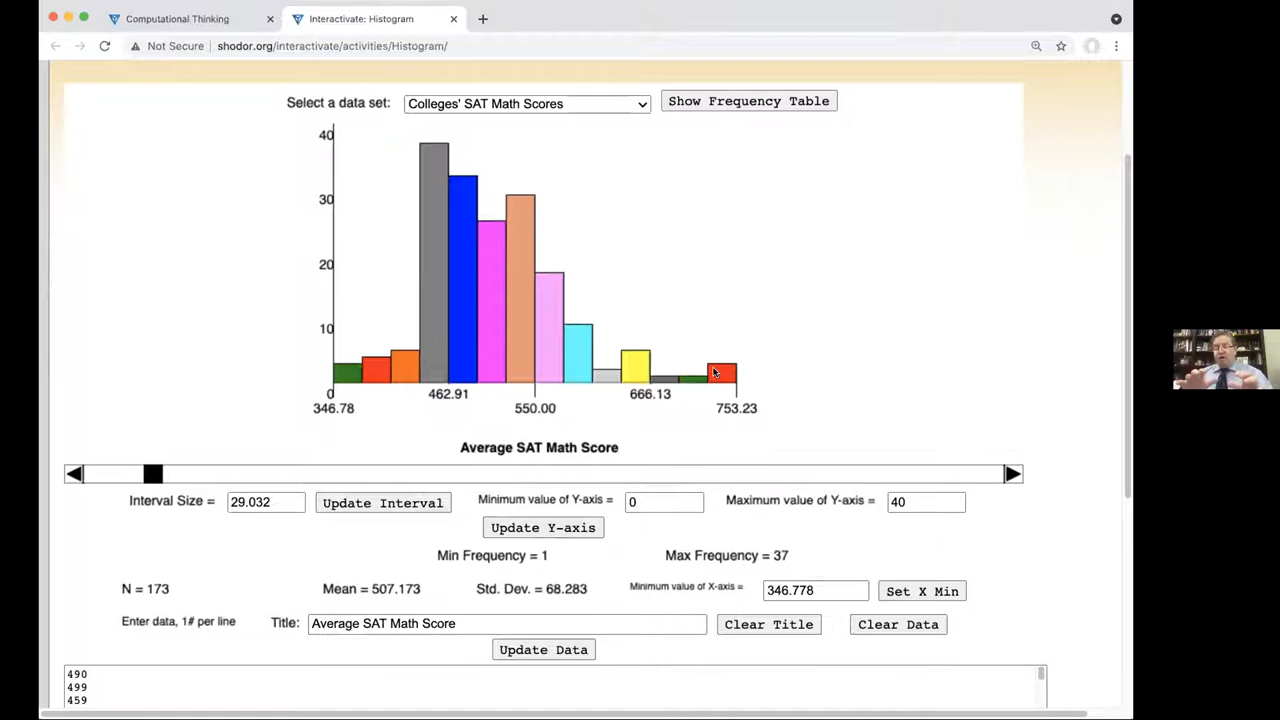 Computational Thinking
Interactivate: Histogram
Not Secure
shodor.org/interactivate/activities/Histogram/
Select a data set:
Colleges' SAT Math Scores
Show Frequency Table
40
30
20
10
0
346.78
462.91
550.00
666.13
753.23
Average SAT Math Score
Interval Size =
29.032
Update Interval
Minimum value of Y-axis =
0
Maximum value of Y-axis =
40
Update Y-axis
Min Frequency = 1
Max Frequency = 37
N = 173
Mean = 507.173
Std. Dev. = 68.283
Minimum value of X-axis =
346.778
Set X Min
Enter data, 1# per line
Title:
Average SAT Math Score
Clear Title
Clear Data
Update Data
490
499
459